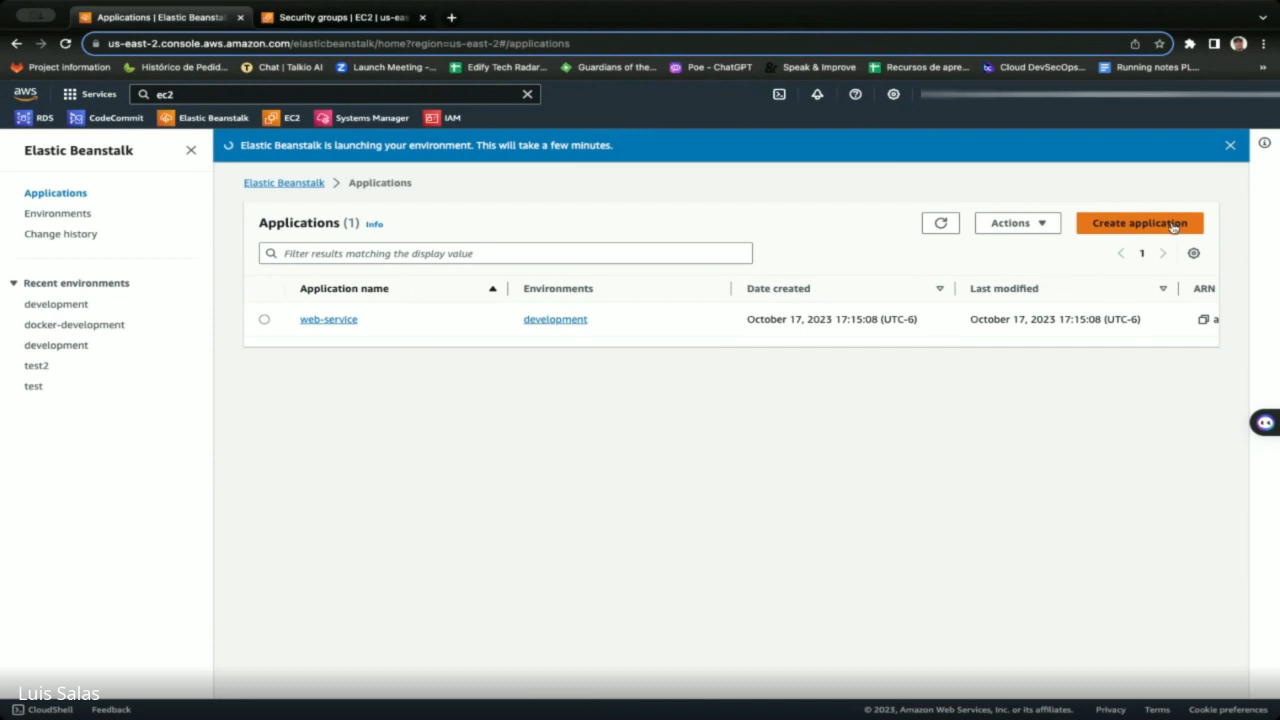 Applications | Elastic Beansta
Security groups | EC2 | us-eas
us-east-2.console.aws.amazon.com/elasticbeanstalk/home?region=us-east-2#/applications
Project Information
Histórico de Pedid...
Chat | Talkio AI
Launch Meeting -...
Edify Tech Radar...
Guardians of the...
Poe - ChatGPT
Speak & Improve
Recursos de apre...
Cloud DevSecOps...
Running notes PL...
»
aws
Services
ec2
RDS
CodeCommit
Elastic Beanstalk
EC2
Systems Manager
IAM
Elastic Beanstalk
Applications
Environments
Change history
Recent environments
development
docker-development
development
test2
test
Elastic Beanstalk is launching your environment. This will take a few minutes.
Elastic Beanstalk > Applications
Applications (1) Info
Actions
Create application
Filter results matching the display value
1
Application name
Environments
Date created
Last modified
ARN
web-service
development
October 17, 2023 17:15:08 (UTC-6)
October 17, 2023 17:15:08 (UTC-6)
a
Luis Salas
CloudShell
Feedback
© 2023, Amazon Web Services, Inc. or its affiliates.
Privacy
Terms
Cookie preferences